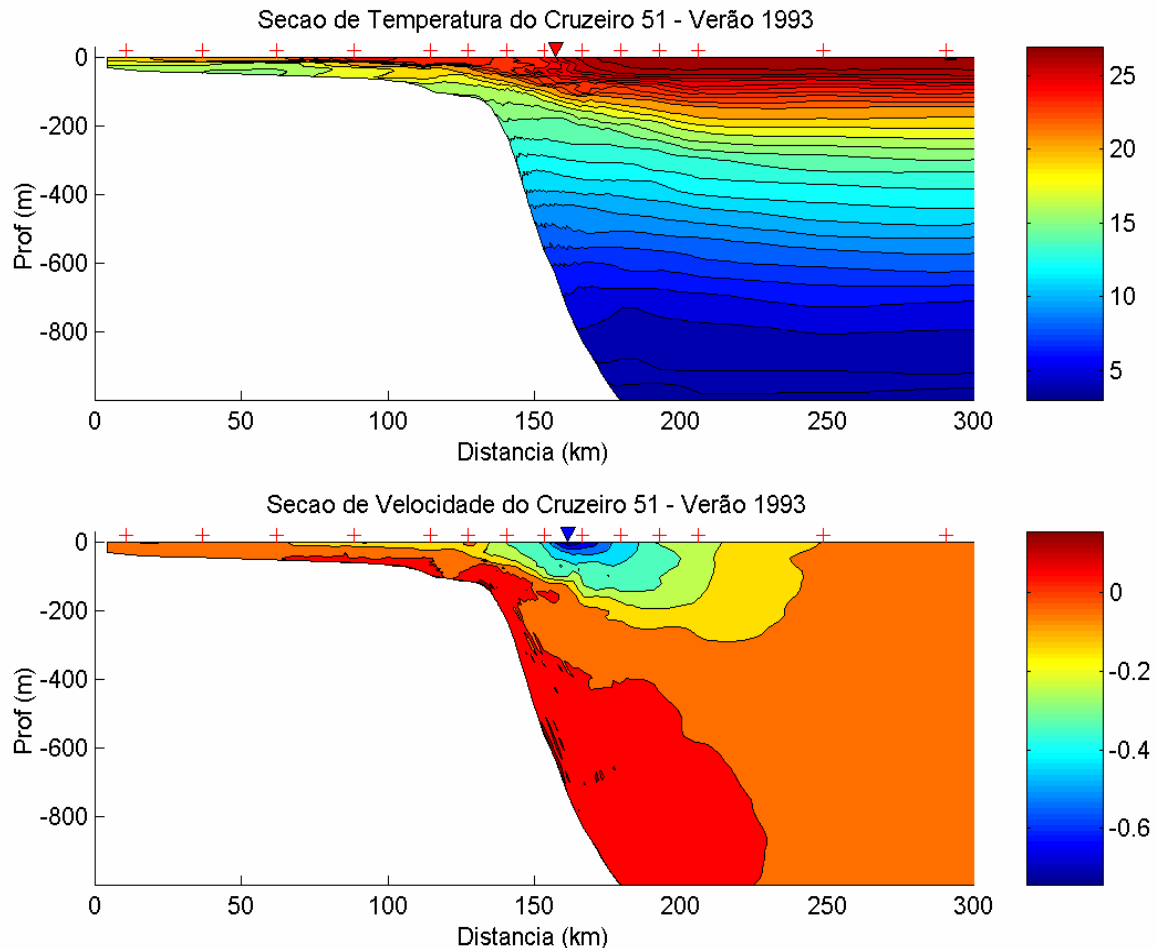 Secao de Temperatura do Cruzeiro 51 - Verão 1993
0
-200
-400
-600
-800
Prof (m)
0 50 100 150 200 250 300
Distancia (km)
25
20
15
10
5
Secao de Velocidade do Cruzeiro 51 - Verão 1993
0
-200
-400
-600
-800
Prof (m)
0 50 100 150 200 250 300
Distancia (km)
0
-0.2
-0.4
-0.6